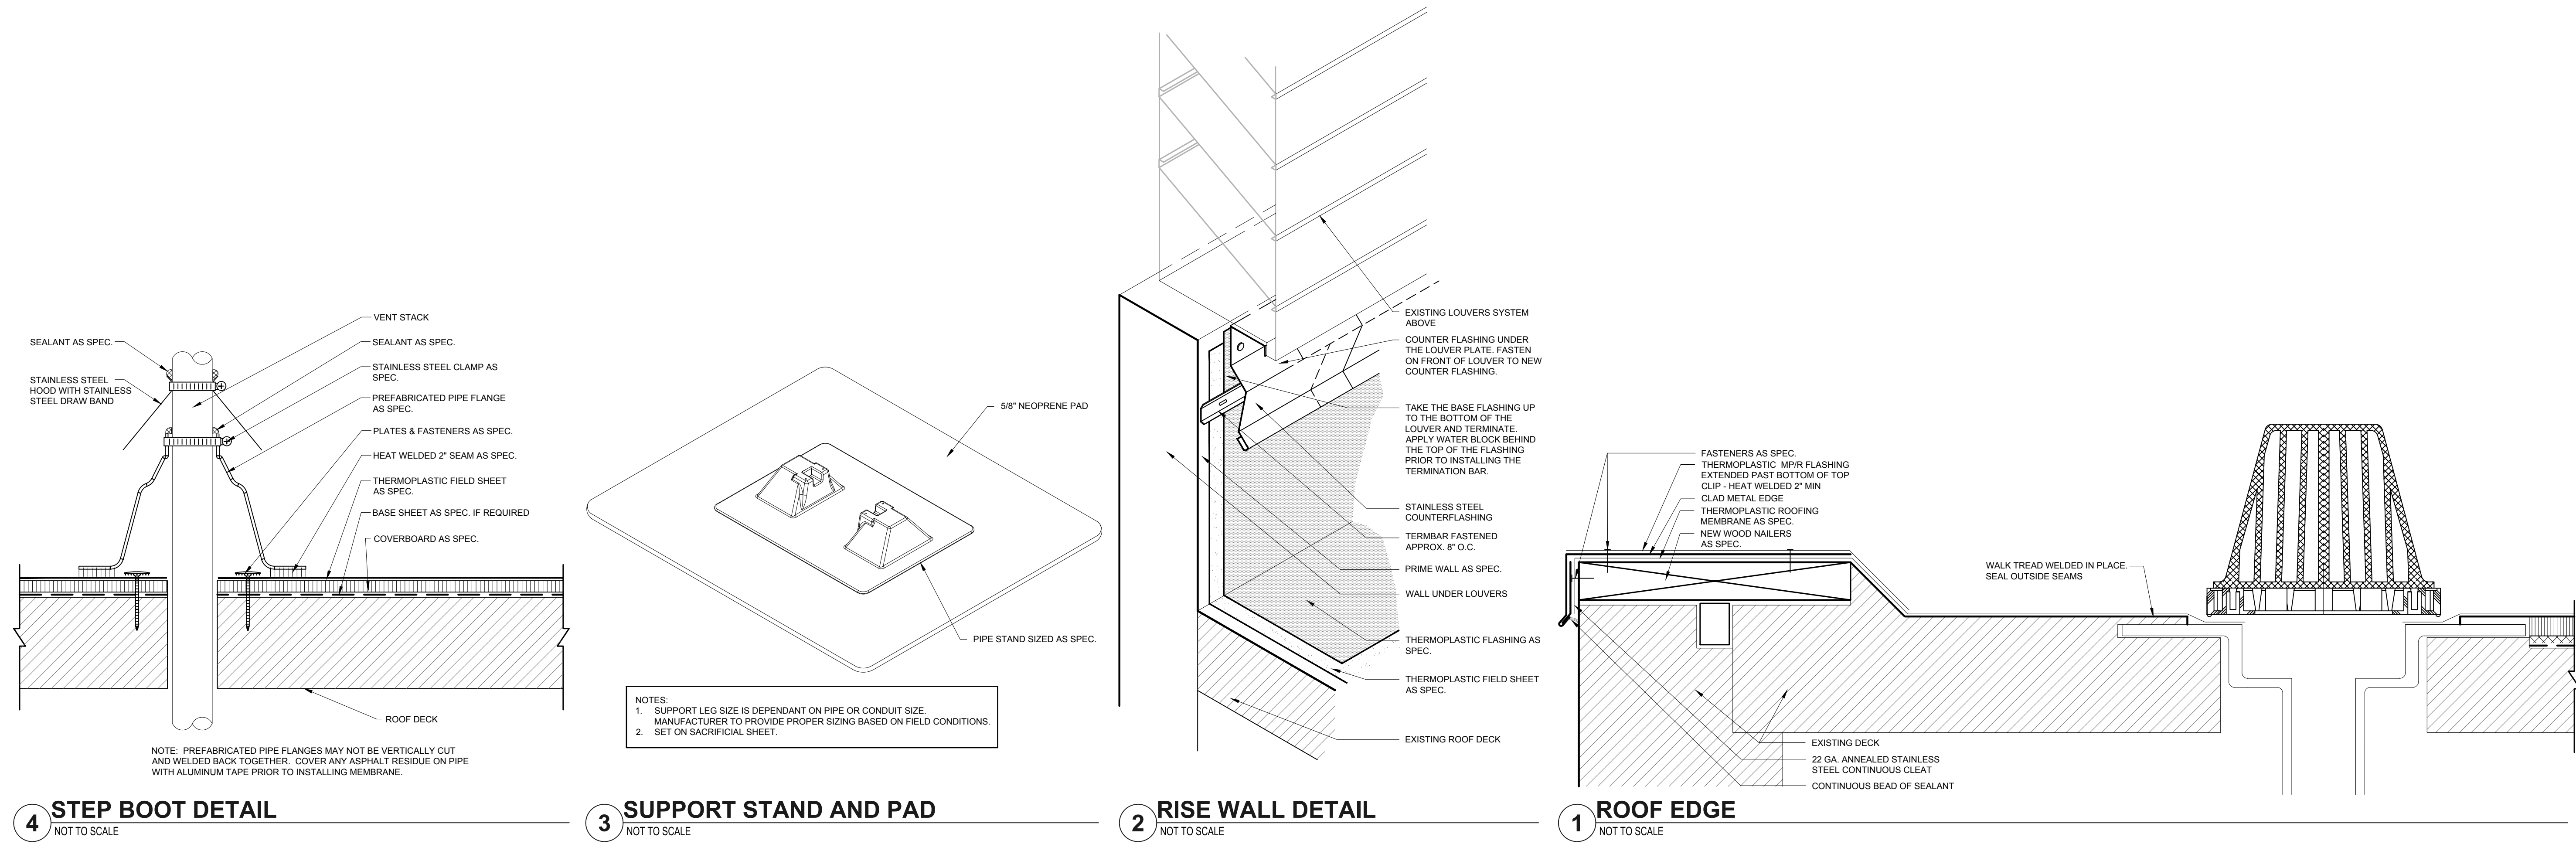 SEALANT AS SPEC.
STAINLESS STEEL
HOOD WITH STAINLESS
STEEL DRAW BAND
VENT STACK
SEALANT AS SPEC.
STAINLESS STEEL CLAMP AS
SPEC.
PREFABRICATED PIPE FLANGE
AS SPEC.
PLATES & FASTENERS AS SPEC.
HEAT WELDED 2" SEAM AS SPEC.
THERMOPLASTIC FIELD SHEET
AS SPEC.
BASE SHEET AS SPEC. IF REQUIRED
COVERBOARD AS SPEC.
ROOF DECK
NOTE: PREFABRICATED PIPE FLANGES MAY NOT BE VERTICALLY CUT
AND WELDED BACK TOGETHER. COVER ANY ASPHALT RESIDUE ON PIPE
WITH ALUMINUM TAPE PRIOR TO INSTALLING MEMBRANE.
4 STEP BOOT DETAIL
NOT TO SCALE
5/8" NEOPRENE PAD
PIPE STAND SIZED AS SPEC.
NOTES:
1. SUPPORT LEG SIZE IS DEPENDANT ON PIPE OR CONDUIT SIZE.
MANUFACTURER TO PROVIDE PROPER SIZING BASED ON FIELD CONDITIONS.
2. SET ON SACRIFICIAL SHEET.
3 SUPPORT STAND AND PAD
NOT TO SCALE
EXISTING LOUVERS SYSTEM
ABOVE
COUNTER FLASHING UNDER
THE LOUVER PLATE. FASTEN
ON FRONT OF LOUVER TO NEW
COUNTER FLASHING.
TAKE THE BASE FLASHING UP
TO THE BOTTOM OF THE
LOUVER AND TERMINATE.
APPLY WATER BLOCK BEHIND
THE TOP OF THE FLASHING
PRIOR TO INSTALLING THE
TERMINATION BAR.
STAINLESS STEEL
COUNTERFLASHING
TERMBAR FASTENED
APPROX. 8" O.C.
PRIME WALL AS SPEC.
WALL UNDER LOUVERS
THERMOPLASTIC FLASHING AS
SPEC.
THERMOPLASTIC FIELD SHEET
AS SPEC.
EXISTING ROOF DECK
2 RISE WALL DETAIL
NOT TO SCALE
FASTENERS AS SPEC.
THERMOPLASTIC MP/R FLASHING
EXTENDED PAST BOTTOM OF TOP
CLIP - HEAT WELDED 2" MIN
CLAD METAL EDGE
THERMOPLASTIC ROOFING
MEMBRANE AS SPEC.
NEW WOOD NAILERS
AS SPEC.
WALK TREAD WELDED IN PLACE.
SEAL OUTSIDE SEAMS
EXISTING DECK
22 GA. ANNEALED STAINLESS
STEEL CONTINUOUS CLEAT
CONTINUOUS BEAD OF SEALANT
1 ROOF EDGE
NOT TO SCALE